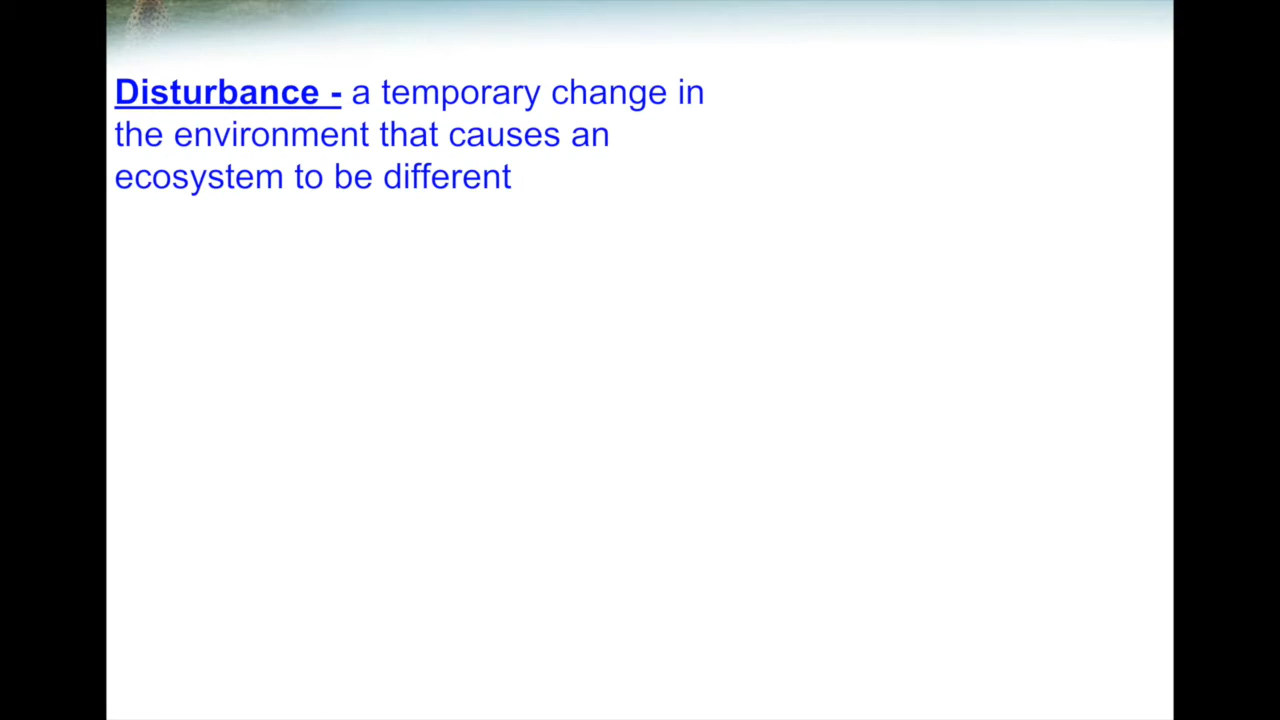 Disturbance - a temporary change in
the environment that causes an
ecosystem to be different